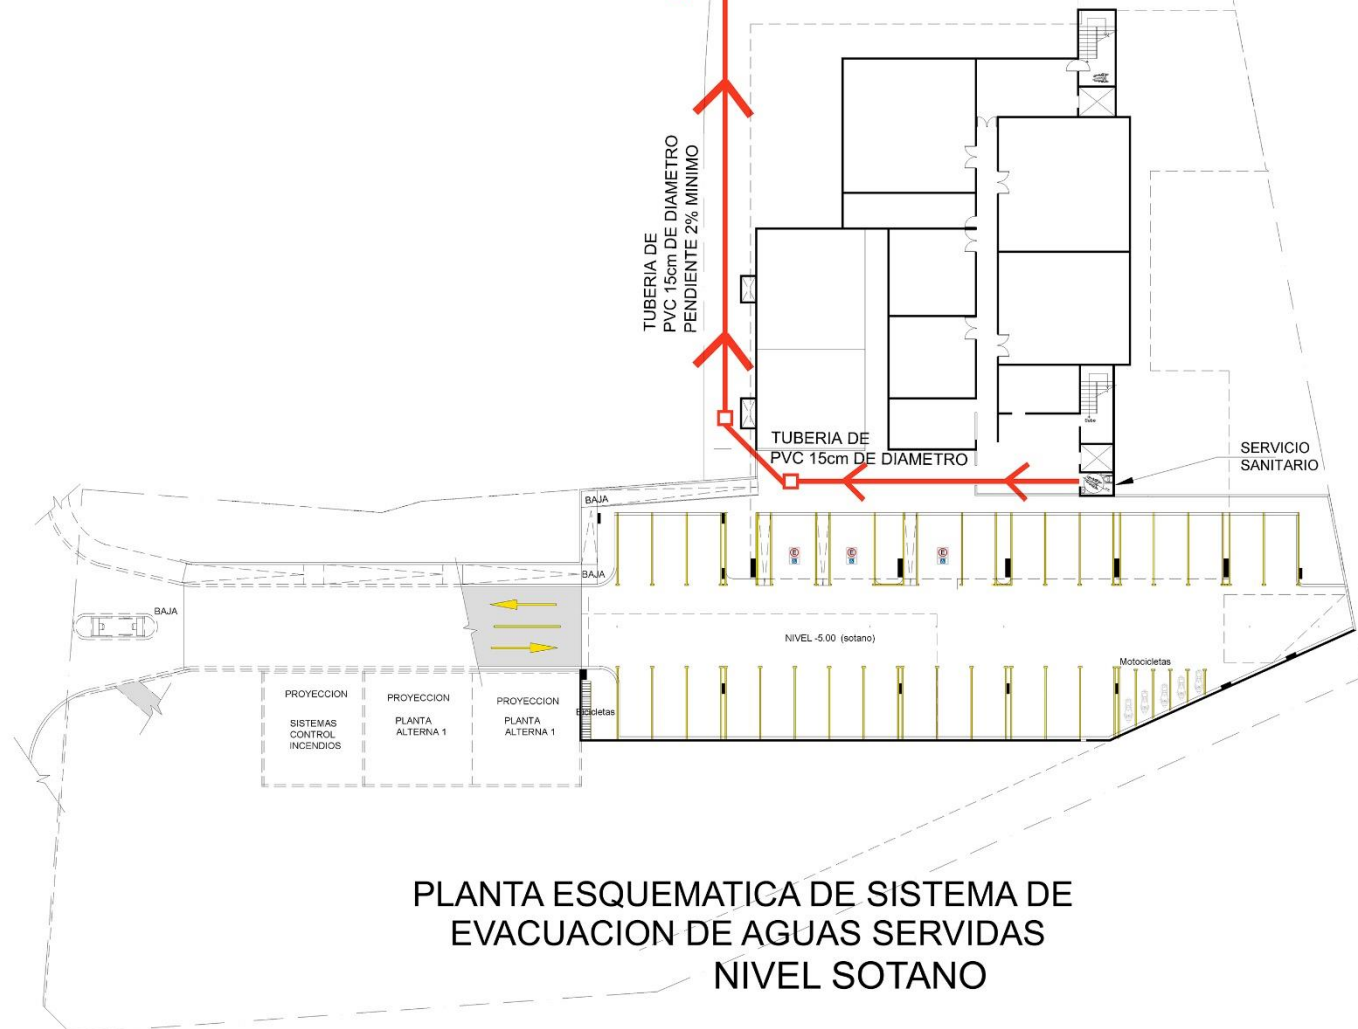 TUBERIA DE
PVC 15cm DE DIAMETRO
PENDIENTE 2% MINIMO
TUBERIA DE
PVC 15cm DE DIAMETRO
SERVICIO
SANITARIO
BAJA
BAJA
BAJA
NIVEL -5.00 (sotano)
Motocicletas
Bicicletas
PROYECCION
SISTEMAS
CONTROL
INCENDIOS
PROYECCION
PLANTA
ALTERNA 1
PROYECCION
PLANTA
ALTERNA 1
E
E
E
PLANTA ESQUEMATICA DE SISTEMA DE
EVACUACION DE AGUAS SERVIDAS
NIVEL SOTANO